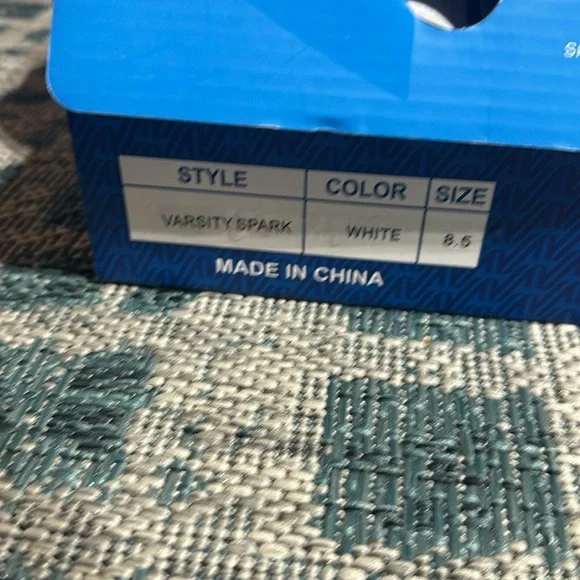 STYLE COLOR SIZE
VARSITY SPARK WHITE 8.5
MADE IN CHINA